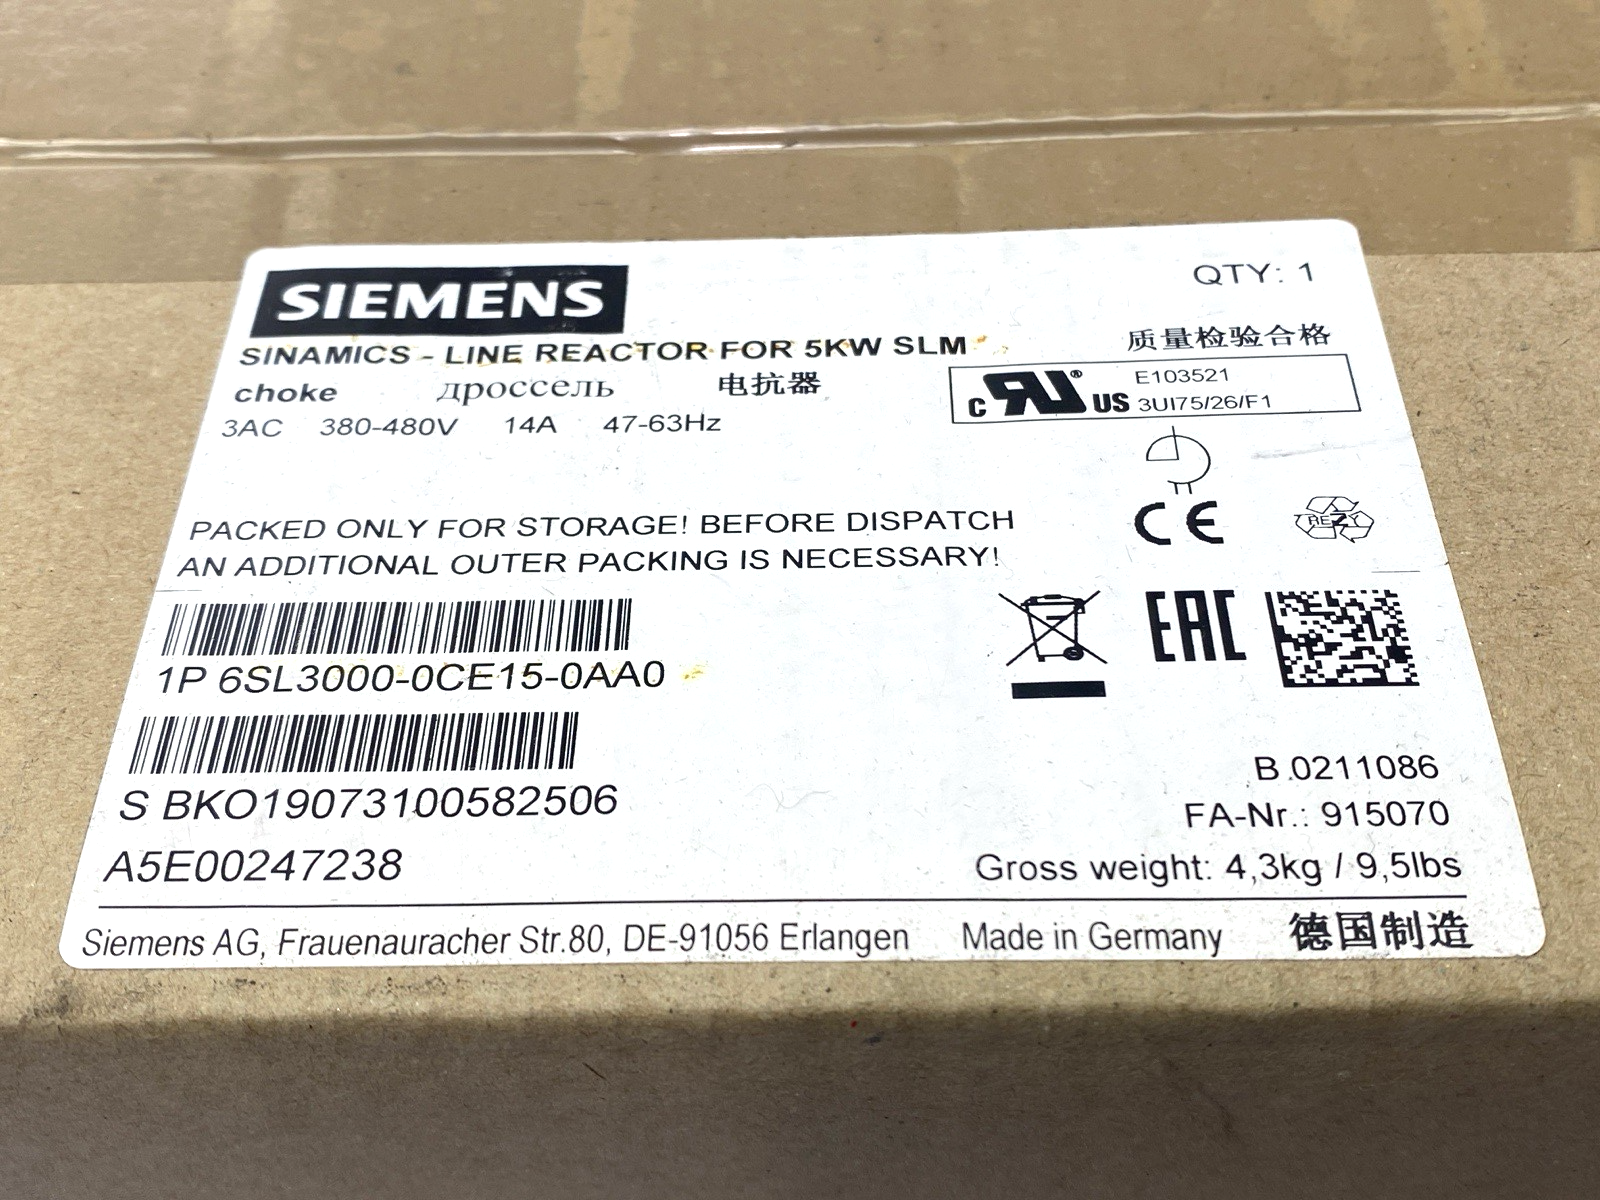 SIEMENS
QTY: 1
SINAMICS - LINE REACTOR FOR 5KW SLM
质量检验合格
choke дроссель 电抗器
E103521
c RU ® US 3UI75/26/F1
3AC 380-480V 14A 47-63Hz
PACKED ONLY FOR STORAGE! BEFORE DISPATCH
AN ADDITIONAL OUTER PACKING IS NECESSARY!
CE
RESY
EAC
1P 6SL3000-0CE15-0AA0
S BKO19073100582506
B.0211086
FA-Nr.: 915070
A5E00247238
Gross weight: 4,3kg / 9,5lbs
Siemens AG, Frauenauracher Str.80, DE-91056 Erlangen Made in Germany 德国制造